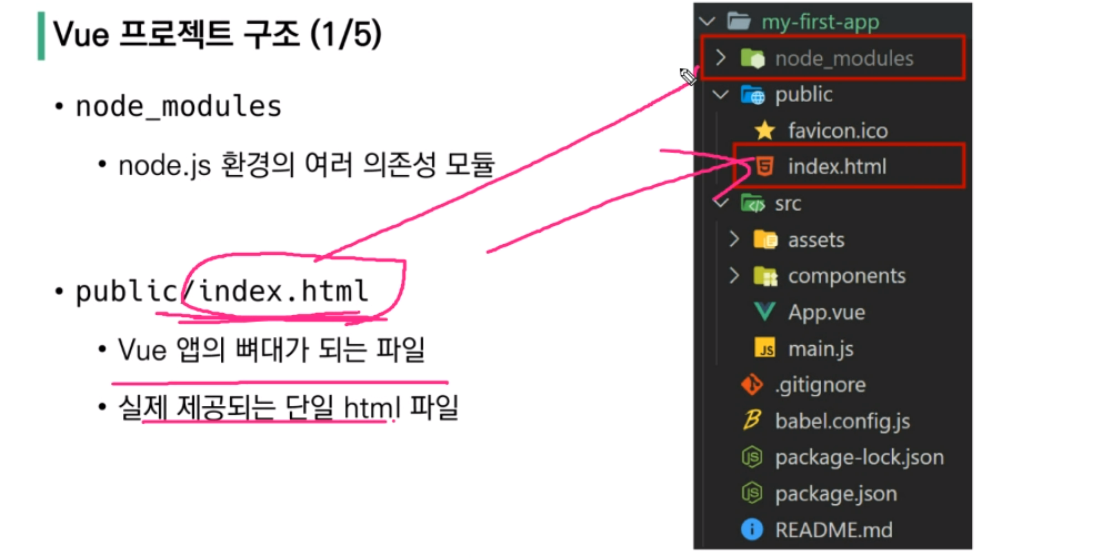 Vue 프로젝트 구조 (1/5)
• node_modules
• node.js 환경의 여러 의존성 모듈
• public/index.html
• Vue 앱의 뼈대가 되는 파일
• 실제 제공되는 단일 html 파일
my-first-app
node_modules
public
favicon.ico
index.html
src
assets
components
App.vue
main.js
.gitignore
babel.config.js
package-lock.json
package.json
README.md